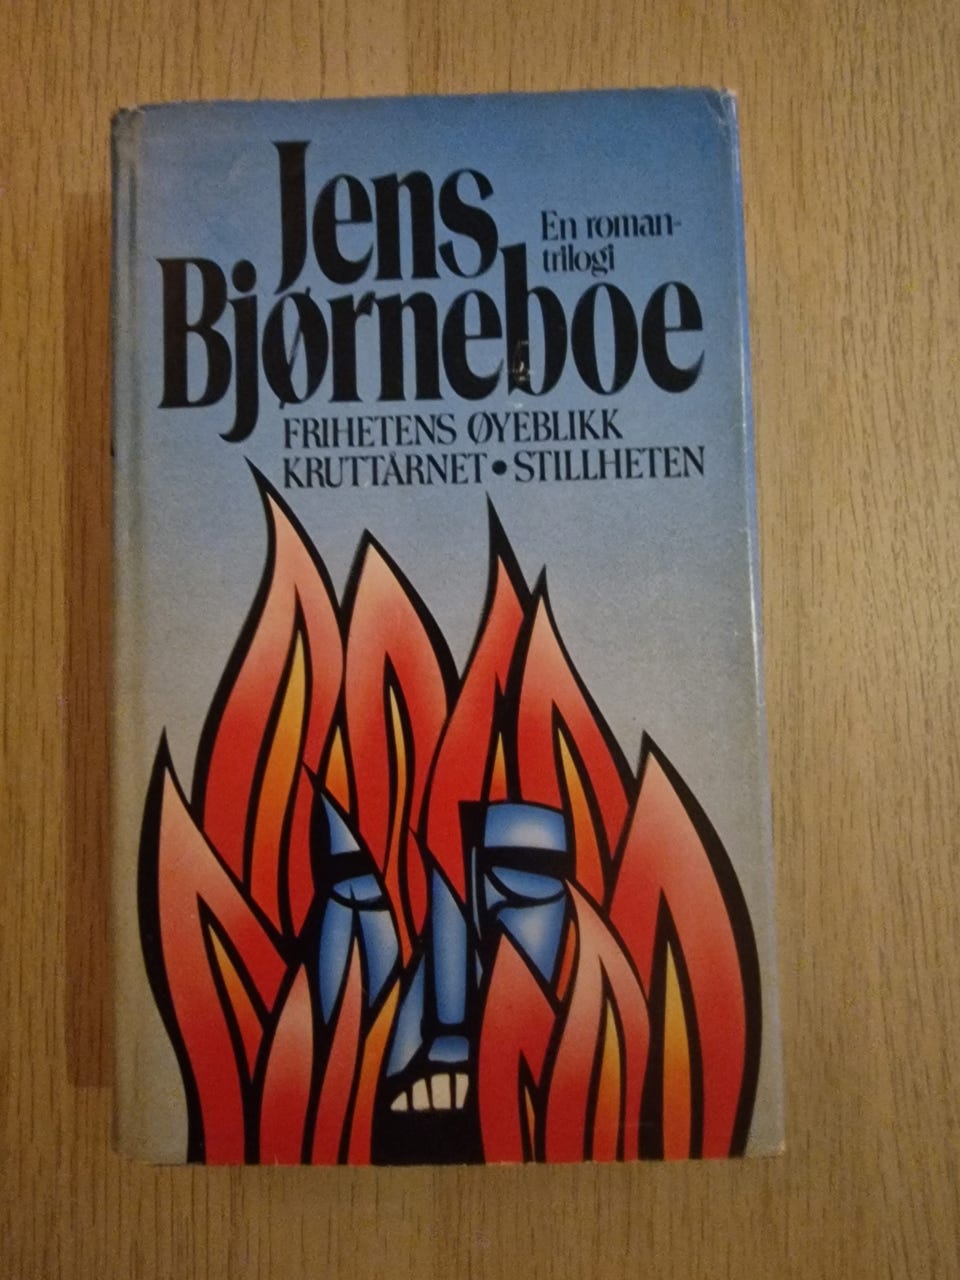 Jens
En roman-
trilogi
Bjørneboe
FRIHETENS ØYEBLIKK
KRUTTÅRNET • STILLHETEN